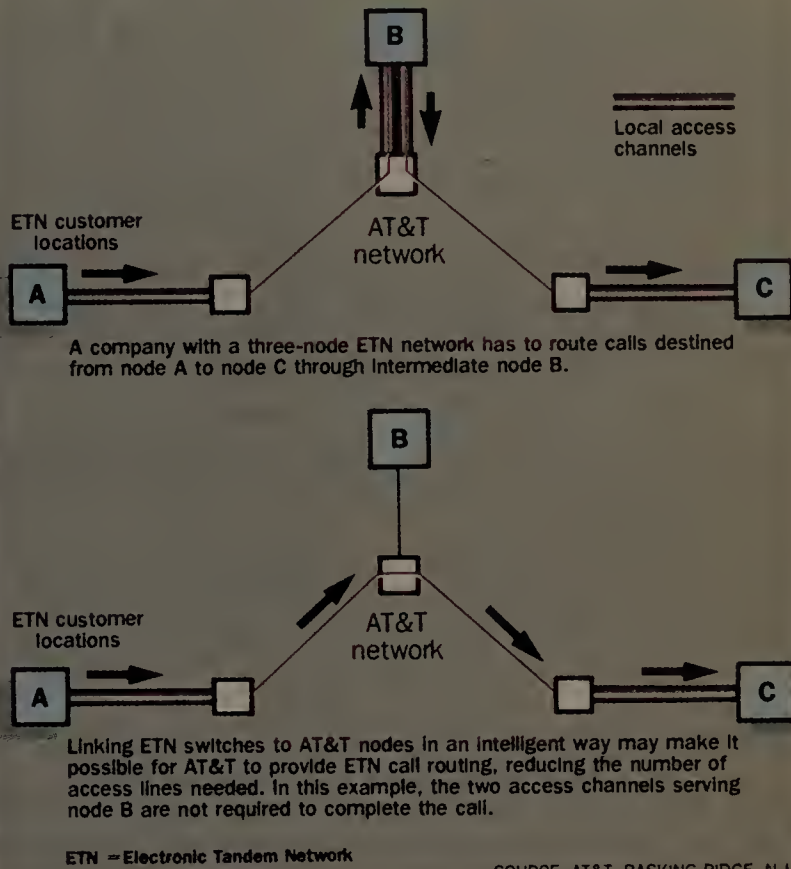 B
Local access
channels
ETN customer
locations
AT&T
network
A
C
A company with a three-node ETN network has to route calls destined
from node A to node C through intermediate node B.
B
ETN customer
locations
AT&T
network
A
C
Linking ETN switches to AT&T nodes in an intelligent way may make it
possible for AT&T to provide ETN call routing, reducing the number of
access lines needed. In this example, the two access channels serving
node B are not required to complete the call.
ETN = Electronic Tandem Network
SOURCE: AT&T, BASKING RIDGE, N.J.